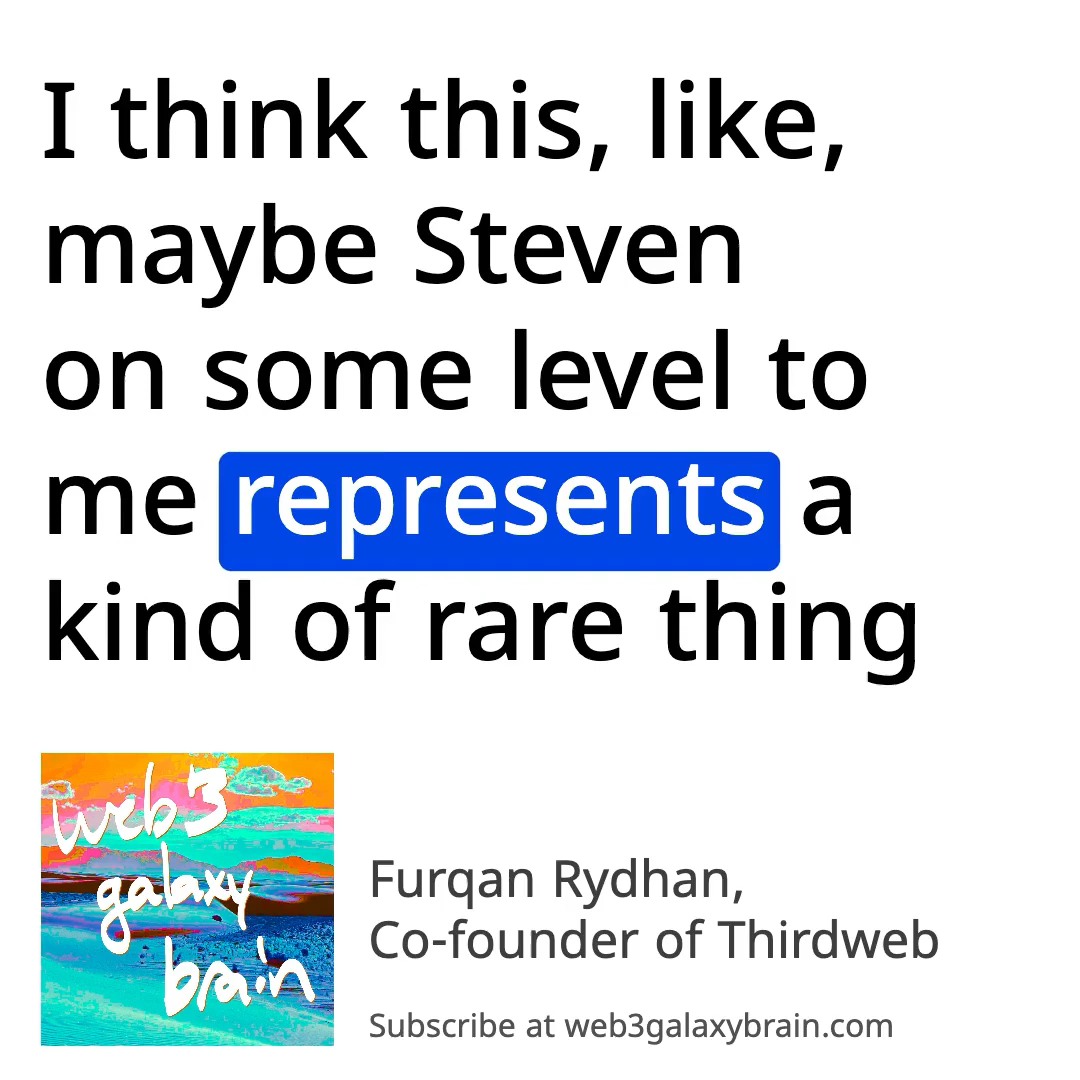 I think this, like,
maybe Steven
on some level to
me represents a
kind of rare thing
web3
galaxy
brain
Furqan Rydhan,
Co-founder of Thirdweb
Subscribe at web3galaxybrain.com